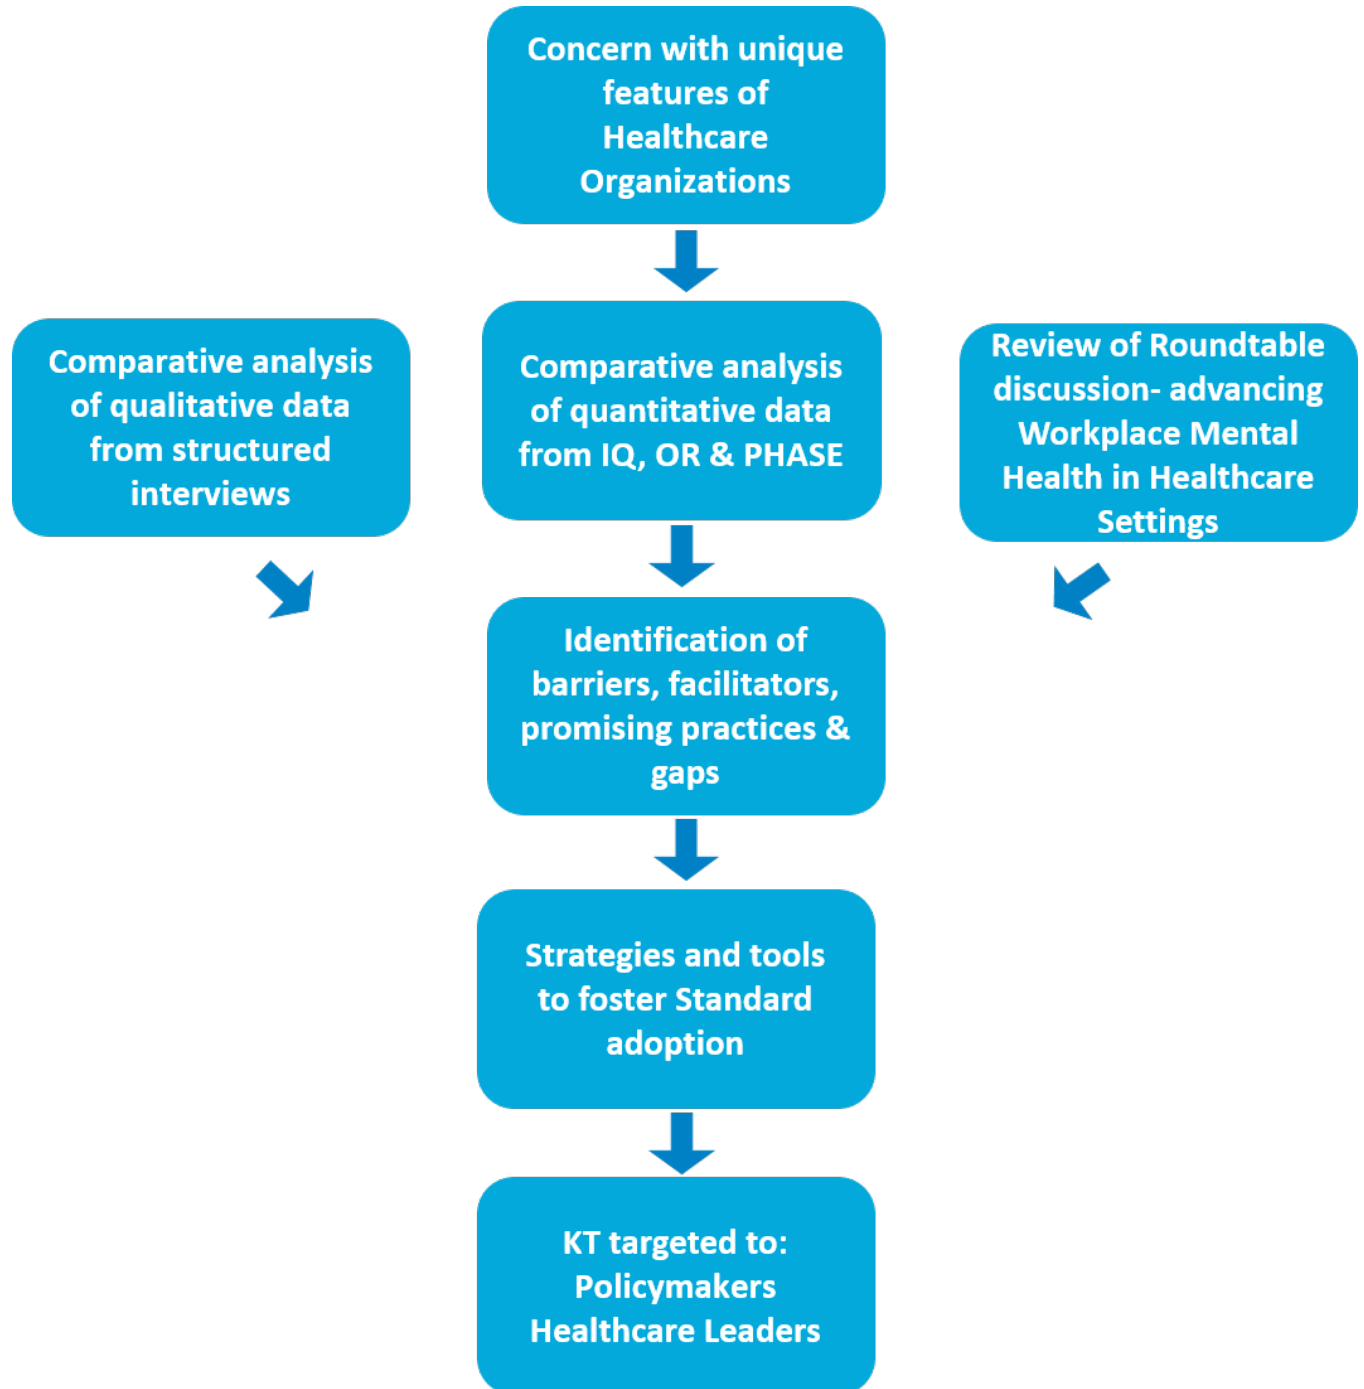 Concern with unique
features of
Healthcare
Organizations
Comparative analysis
of qualitative data
from structured
interviews
Comparative analysis
of quantitative data
from IQ, OR & PHASE
Review of Roundtable
discussion- advancing
Workplace Mental
Health in Healthcare
Settings
Identification of
barriers, facilitators,
promising practices &
gaps
Strategies and tools
to foster Standard
adoption
KT targeted to:
Policymakers
Healthcare Leaders